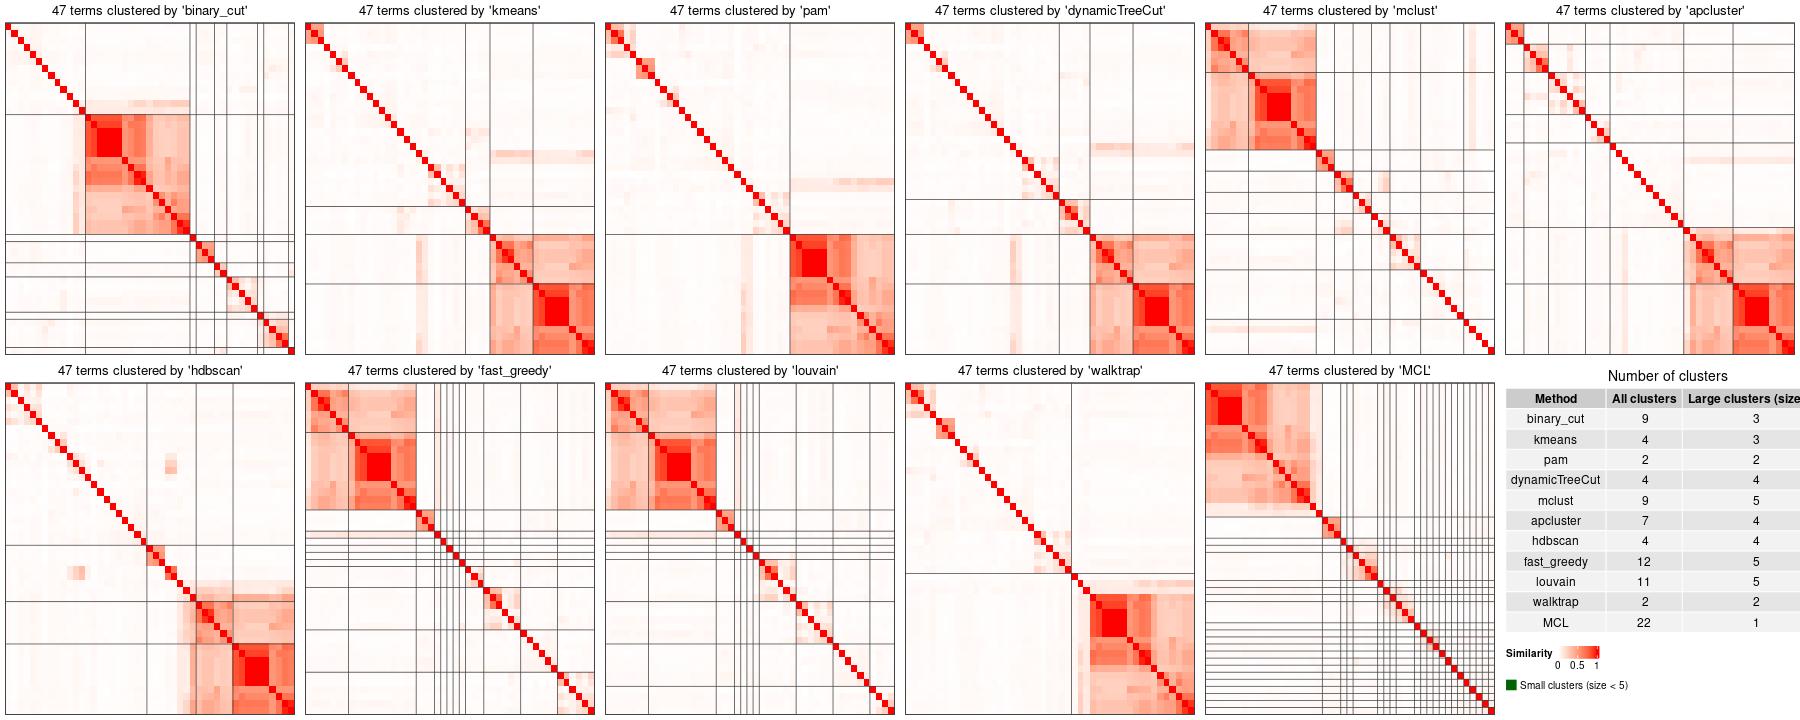 47 terms clustered by 'binary_cut'
47 terms clustered by 'kmeans'
47 terms clustered by 'pam'
47 terms clustered by 'dynamicTreeCut'
47 terms clustered by 'mclust'
47 terms clustered by 'apcluster'
47 terms clustered by 'hdbscan'
47 terms clustered by 'fast_greedy'
47 terms clustered by 'louvain'
47 terms clustered by 'walktrap'
47 terms clustered by 'MCL'
Number of clusters
Method All clusters Large clusters (size
binary_cut 9 3
kmeans 4 3
pam 2 2
dynamicTreeCut 4 4
mclust 9 5
apcluster 7 4
hdbscan 4 4
fast_greedy 12 5
louvain 11 5
walktrap 2 2
MCL 22 1
Similarity
0 0.5 1
Small clusters (size < 5)